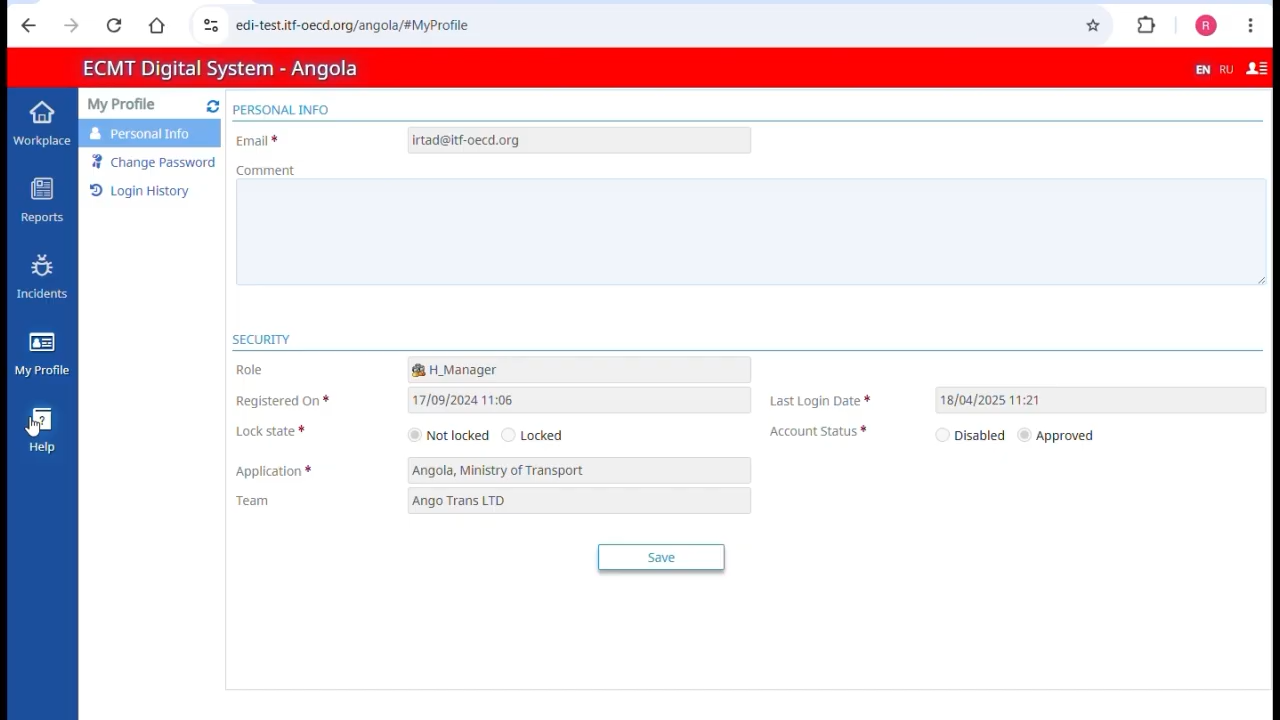 edi-test.itf-oecd.org/angola/#MyProfile
R
ECMT Digital System - Angola
EN RU
Workplace
Reports
Incidents
My Profile
?
Help
My Profile
Personal Info
Change Password
Login History
PERSONAL INFO
Email * irtad@itf-oecd.org
Comment
SECURITY
Role H_Manager
Registered On * 17/09/2024 11:06 Last Login Date * 18/04/2025 11:21
Lock state * Not locked Locked Account Status * Disabled Approved
Application * Angola, Ministry of Transport
Team Ango Trans LTD
Save